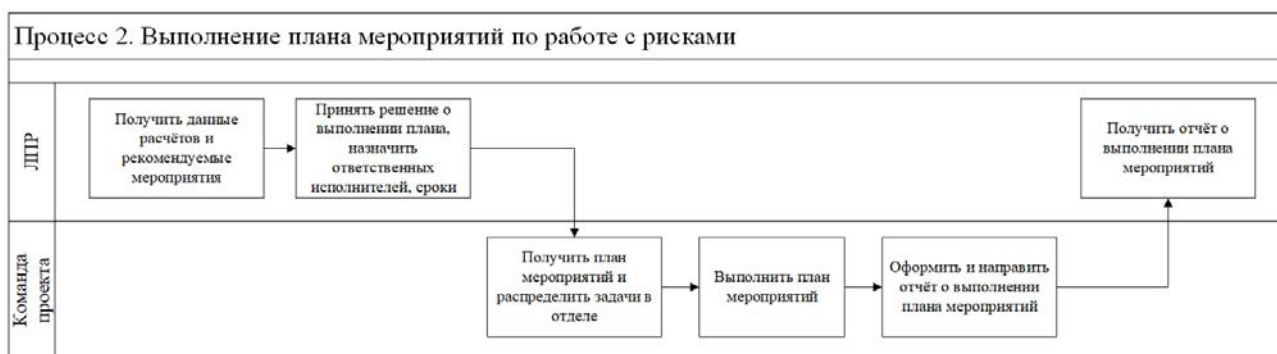 Процесс 2. Выполнение плана мероприятий по работе с рисками
ЛПР
Получить данные
расчётов и
рекомендуемые
мероприятия
Принять решение о
выполнении плана,
назначить
ответственных
исполнителей, сроки
Получить отчёт о
выполнении плана
мероприятий
Команда
проекта
Получить план
мероприятий и
распределить задачи в
отделе
Выполнить план
мероприятий
Оформить и направить
отчёт о выполнении
плана мероприятий